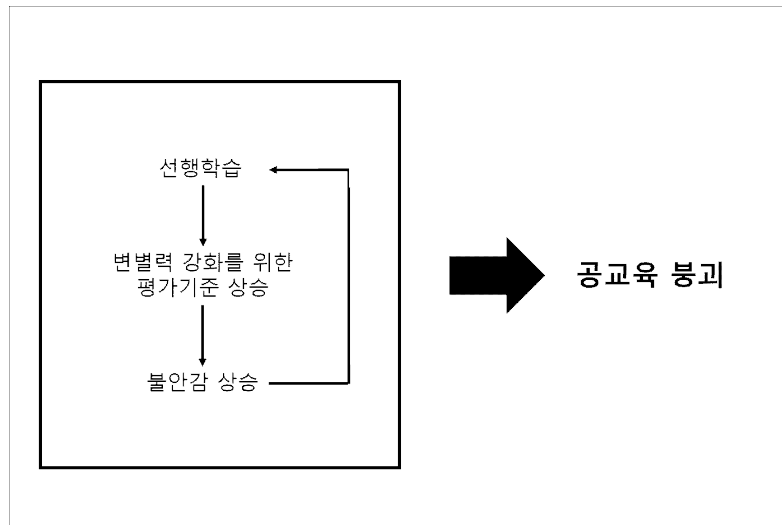 선행학습
변별력 강화를 위한
평가기준 상승
불안감 상승
공교육 붕괴